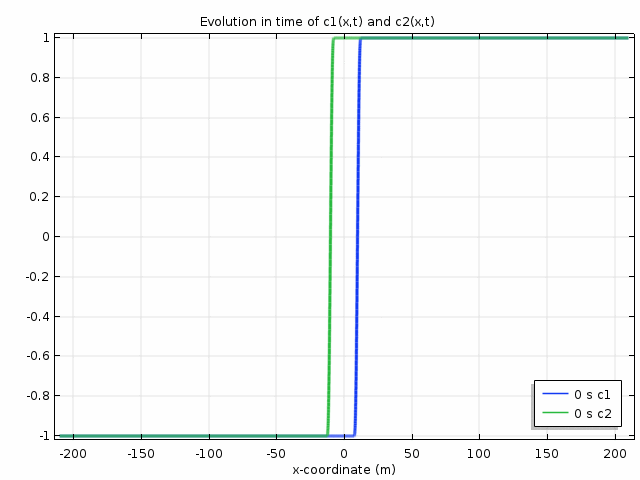 Evolution in time of c1(x,t) and c2(x,t)
1
0.8
0.6
0.4
0.2
0
-0.2
-0.4
-0.6
-0.8
-1
-200 -150 -100 -50 0 50 100 150 200
x-coordinate (m)
0 s c1
0 s c2